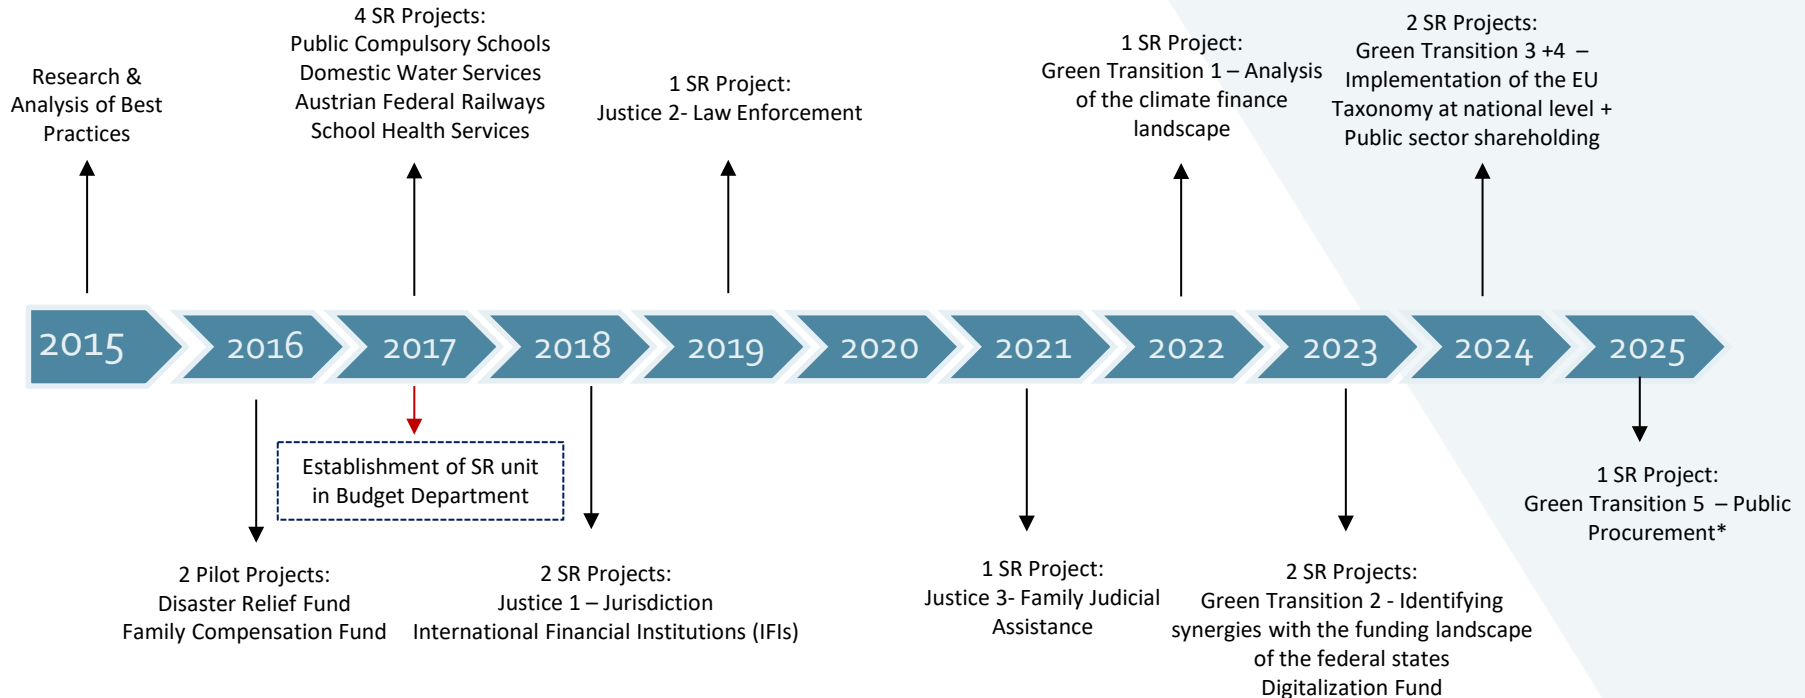 Research &
Analysis of Best
Practices
4 SR Projects:
Public Compulsory Schools
Domestic Water Services
Austrian Federal Railways
School Health Services
1 SR Project:
Justice 2- Law Enforcement
1 SR Project:
Green Transition 1 – Analysis
of the climate finance
landscape
2 SR Projects:
Green Transition 3 +4 –
Implementation of the EU
Taxonomy at national level +
Public sector shareholding
2015
2016
2017
2018
2019
2020
2021
2022
2023
2024
2025
Establishment of SR unit
in Budget Department
2 Pilot Projects:
Disaster Relief Fund
Family Compensation Fund
2 SR Projects:
Justice 1 – Jurisdiction
International Financial Institutions (IFIs)
1 SR Project:
Justice 3- Family Judicial
Assistance
2 SR Projects:
Green Transition 2 - Identifying
synergies with the funding landscape
of the federal states
Digitalization Fund
1 SR Project:
Green Transition 5 – Public
Procurement*